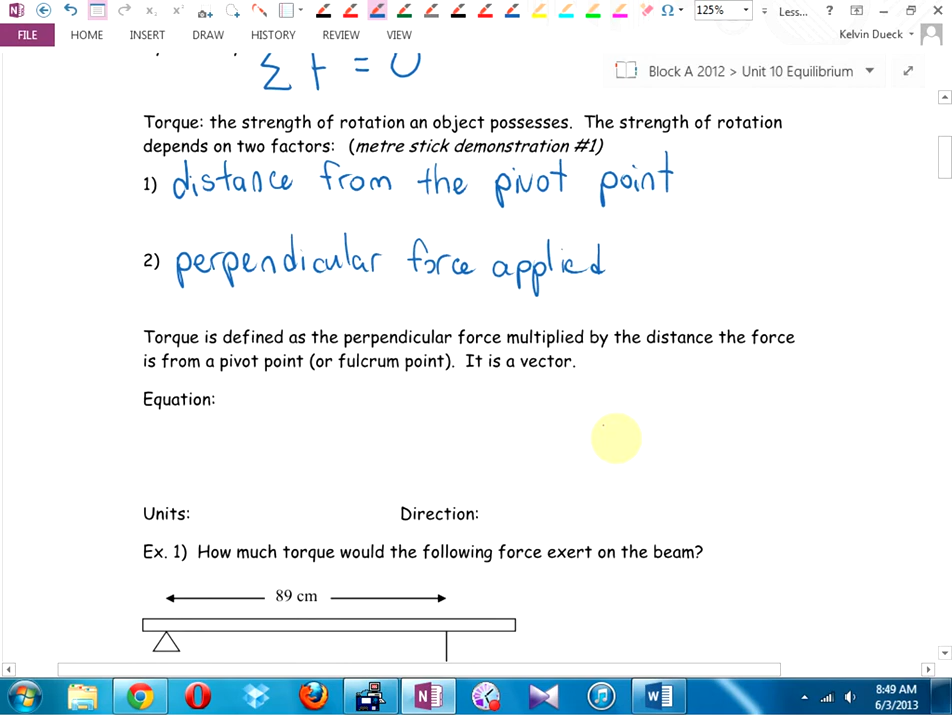 125%
Less...
?
FILE
HOME
INSERT
DRAW
HISTORY
REVIEW
VIEW
Kelvin Dueck
Σ F = 0
Block A 2012 > Unit 10 Equilibrium
Torque: the strength of rotation an object possesses. The strength of rotation
depends on two factors: (metre stick demonstration #1)
1) distance from the pivot point
2) perpendicular force applied
Torque is defined as the perpendicular force multiplied by the distance the force
is from a pivot point (or fulcrum point). It is a vector.
Equation:
Units: Direction:
Ex. 1) How much torque would the following force exert on the beam?
89 cm
8:49 AM
6/3/2013